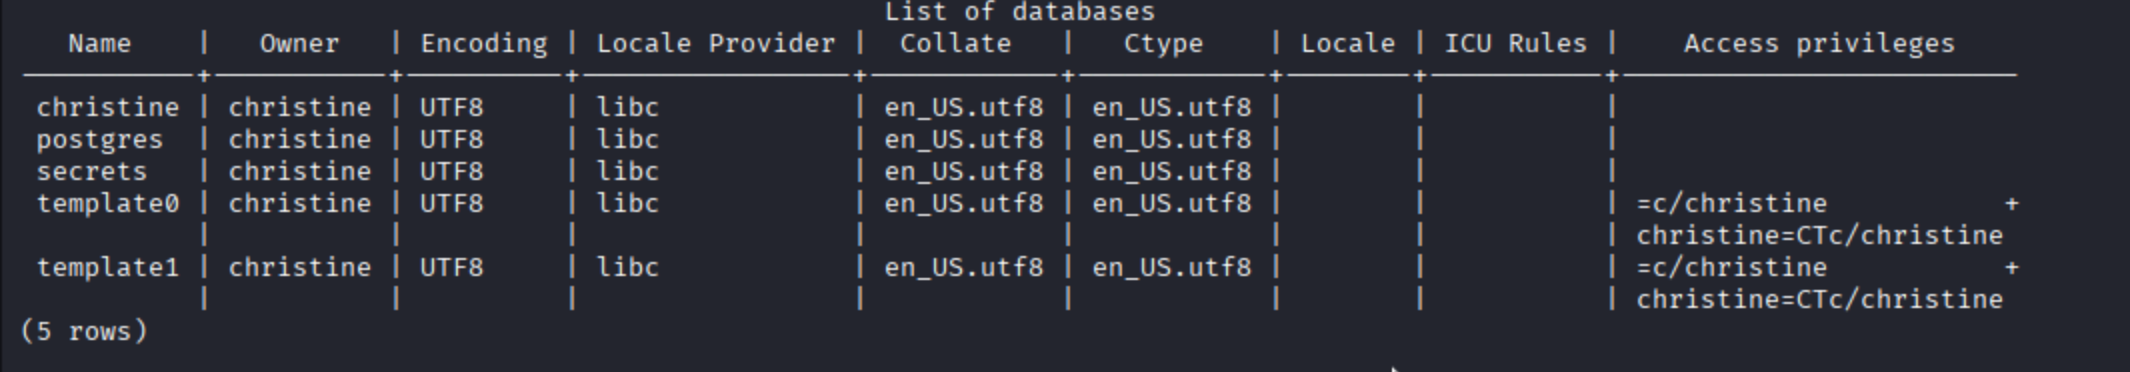 List of databases
Name | Owner | Encoding | Locale Provider | Collate | Ctype | Locale | ICU Rules | Access privileges
christine | christine | UTF8 | libc | en_US.utf8 | en_US.utf8 | | |
postgres | christine | UTF8 | libc | en_US.utf8 | en_US.utf8 | | |
secrets | christine | UTF8 | libc | en_US.utf8 | en_US.utf8 | | |
template0 | christine | UTF8 | libc | en_US.utf8 | en_US.utf8 | | | =c/christine +
| | | | | | | | christine=CTc/christine
template1 | christine | UTF8 | libc | en_US.utf8 | en_US.utf8 | | | =c/christine +
| | | | | | | | christine=CTc/christine
(5 rows)